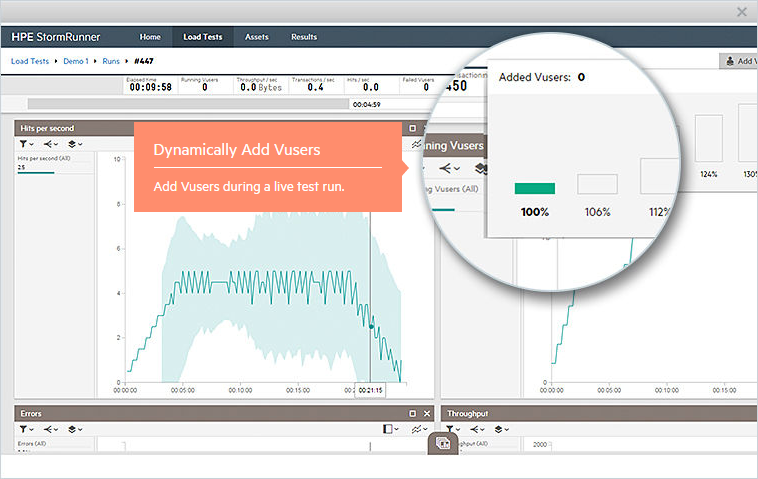 HPE StormRunner
Home
Load Tests
Assets
Results
Load Tests > Demo 1 > Runs > #447
Add V
Elapsed time
00:09:58
Running Vusers
0
Throughput / sec
0.0 Bytes
Transactions / sec
0.4
Hits / sec
0
Failed Vusers
0
450
00:04:59
Added Vusers: 0
100%
106%
112%
124%
130%
Hits per second
Hits per second (All)
2.5
Dynamically Add Vusers
Add Vusers during a live test run.
ning Vusers
ng Vusers (All)
10
8
6
4
2
0
00:00:00
00:05:00
00:10:00
00:15:00
00:21:15
00:00:00
00:05:00
00:10:00
00:15:00
Errors
Errors (All)
1
Throughput
oughput (All)
2000